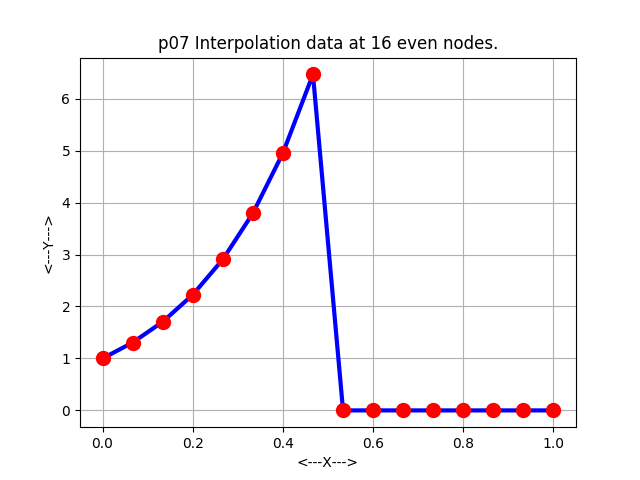 p07 Interpolation data at 16 even nodes.
<---Y--->
6
5
4
3
2
1
0
0.0 0.2 0.4 0.6 0.8 1.0
<---X--->